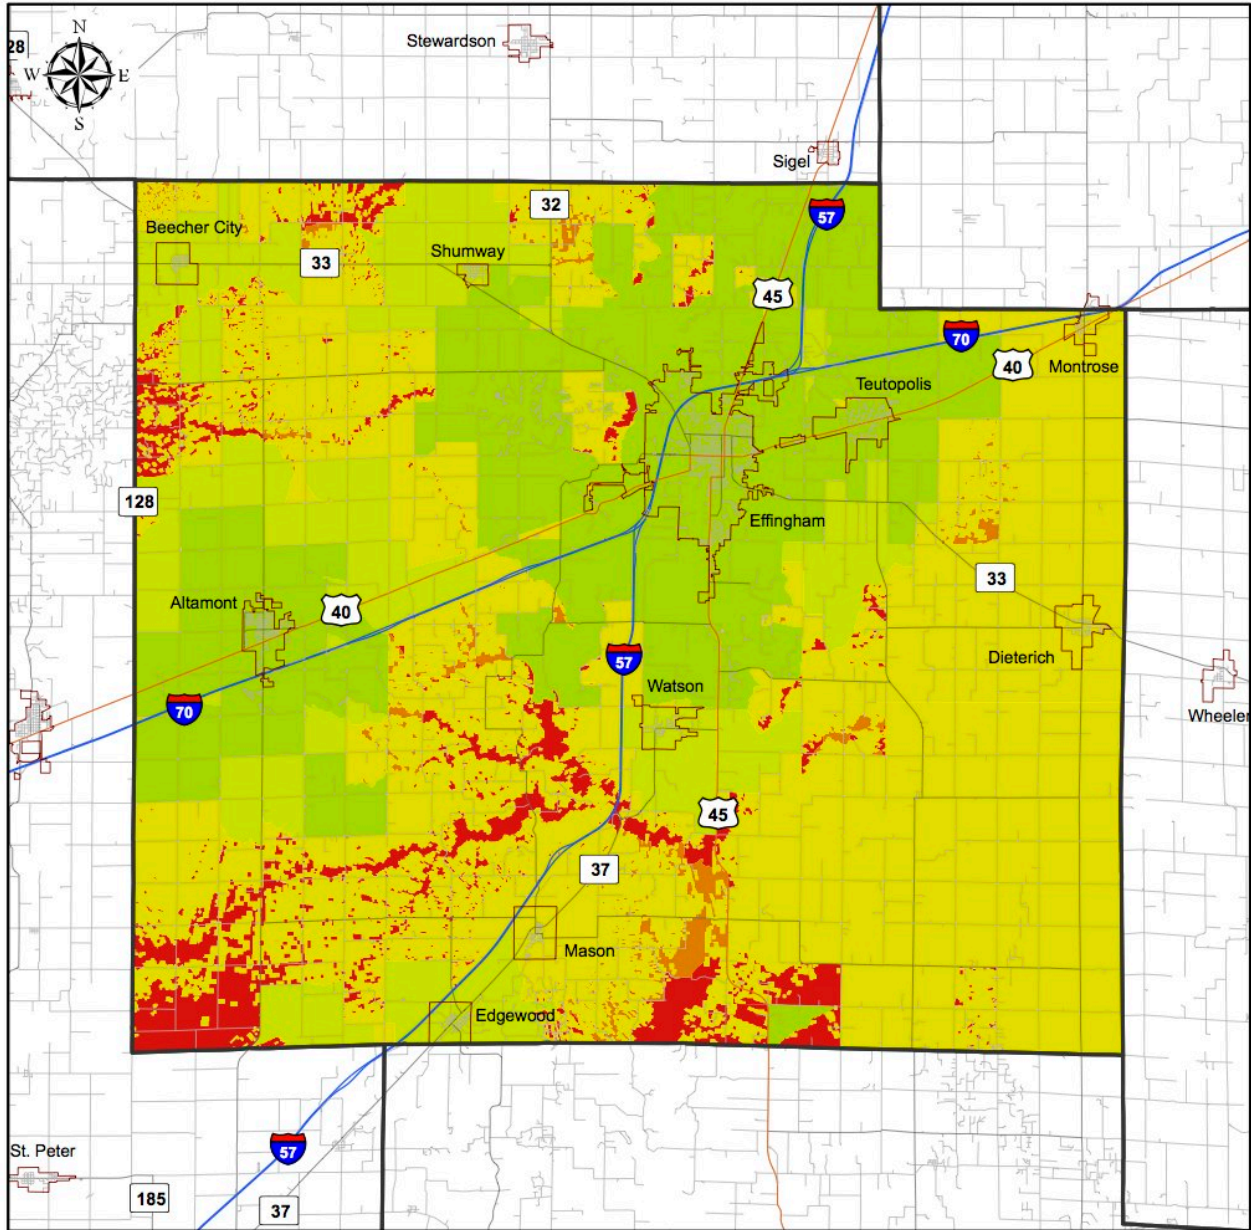 Stewardson
28
N
W E
S
Sigel
32
57
Beecher City
Shumway
33
45
70
40
Montrose
Teutopolis
128
Effingham
33
Altamont
40
57
Dieterich
Watson
70
Wheeler
45
37
Mason
Edgewood
57
St. Peter
185
37